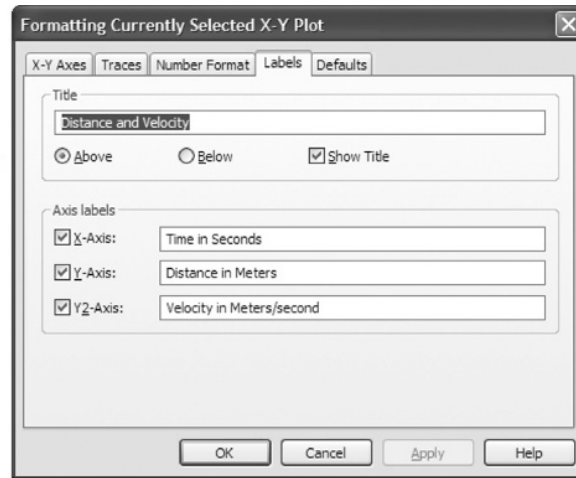 Formatting Currently Selected X-Y Plot
X-Y Axes Traces Number Format Labels Defaults
Title
Distance and Velocity
Above Below Show Title
Axis labels
X-Axis: Time in Seconds
Y-Axis: Distance in Meters
Y2-Axis: Velocity in Meters/second
OK Cancel Apply Help